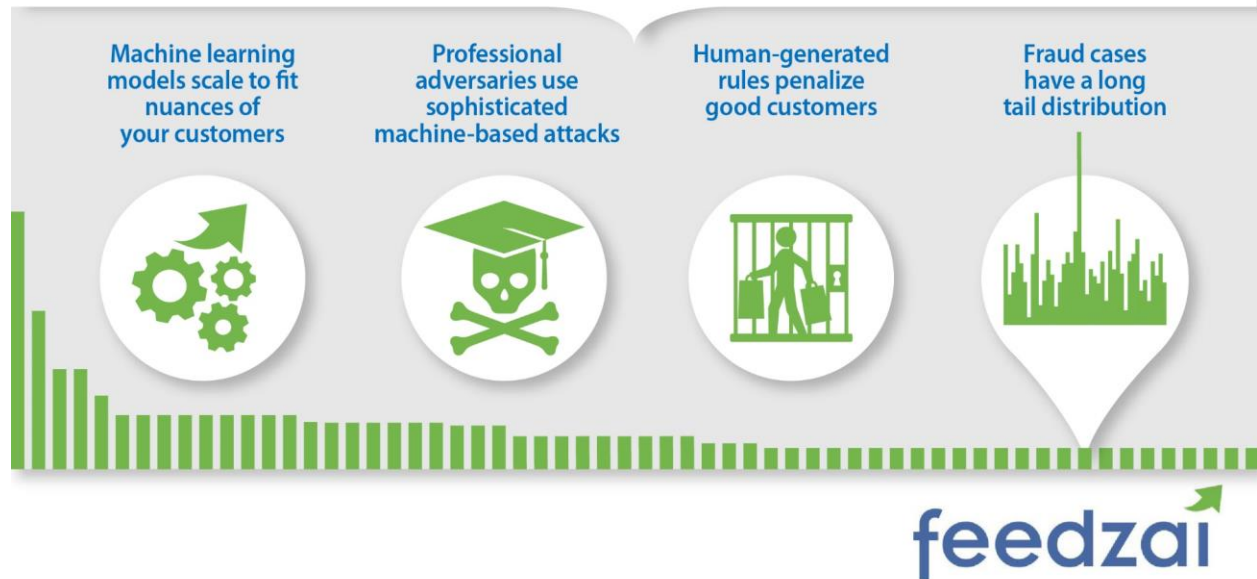 Machine learning
models scale to fit
nuances of
your customers
Professional
adversaries use
sophisticated
machine-based attacks
Human-generated
rules penalize
good customers
Fraud cases
have a long
tail distribution
feedzai